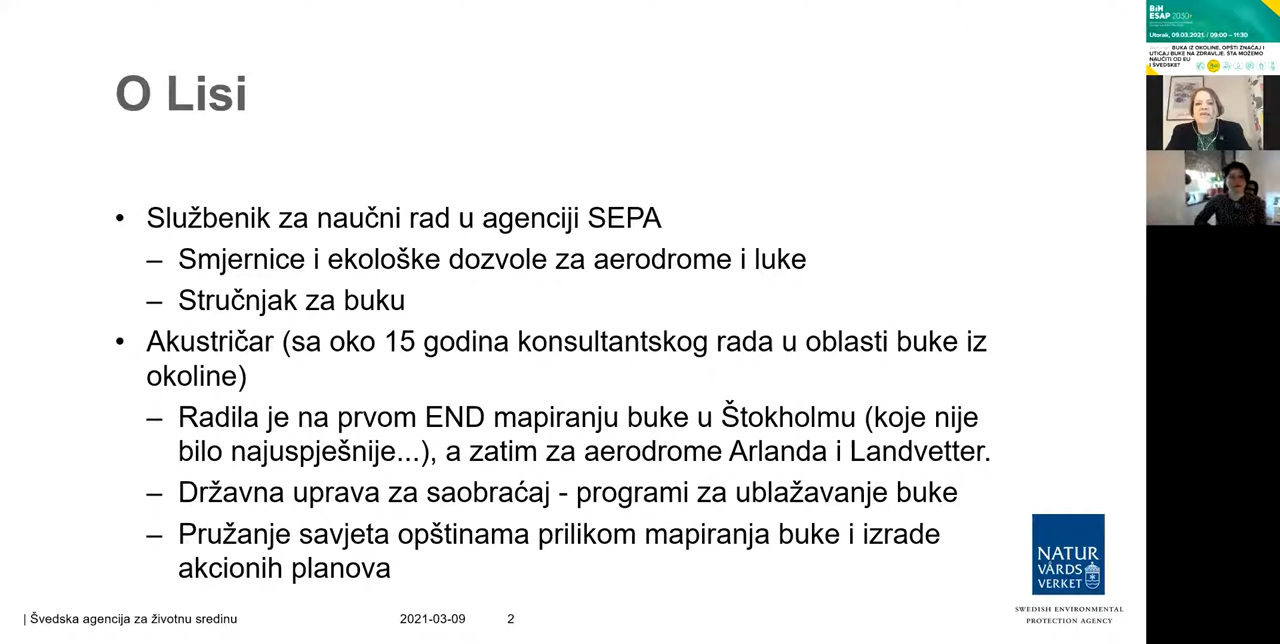 O Lisi
• Službenik za naučni rad u agenciji SEPA
– Smjernice i ekološke dozvole za aerodrome i luke
– Stručnjak za buku
• Akustričar (sa oko 15 godina konsultantskog rada u oblasti buke iz
okoline)
– Radila je na prvom END mapiranju buke u Štokholmu (koje nije
bilo najuspješnije...), a zatim za aerodrome Arlanda i Landvetter.
– Državna uprava za saobraćaj - programi za ublažavanje buke
– Pružanje savjeta opštinama prilikom mapiranja buke i izrade
akcionih planova
| Švedska agencija za životnu sredinu
2021-03-09
2
NATUR
VÅRDS
VERKET
SWEDISH ENVIRONMENTAL
PROTECTION AGENCY
BiH
ESAP 2030+
Utorak, 09.03.2021. / 09:00 – 11:30
BUKA IZ OKOLINE, OPŠTI ZNAČAJ I
UTICAJ BUKE NA ZDRAVLJE. ŠTA MOŽEMO
NAUČITI OD EU
I ŠVEDSKE?